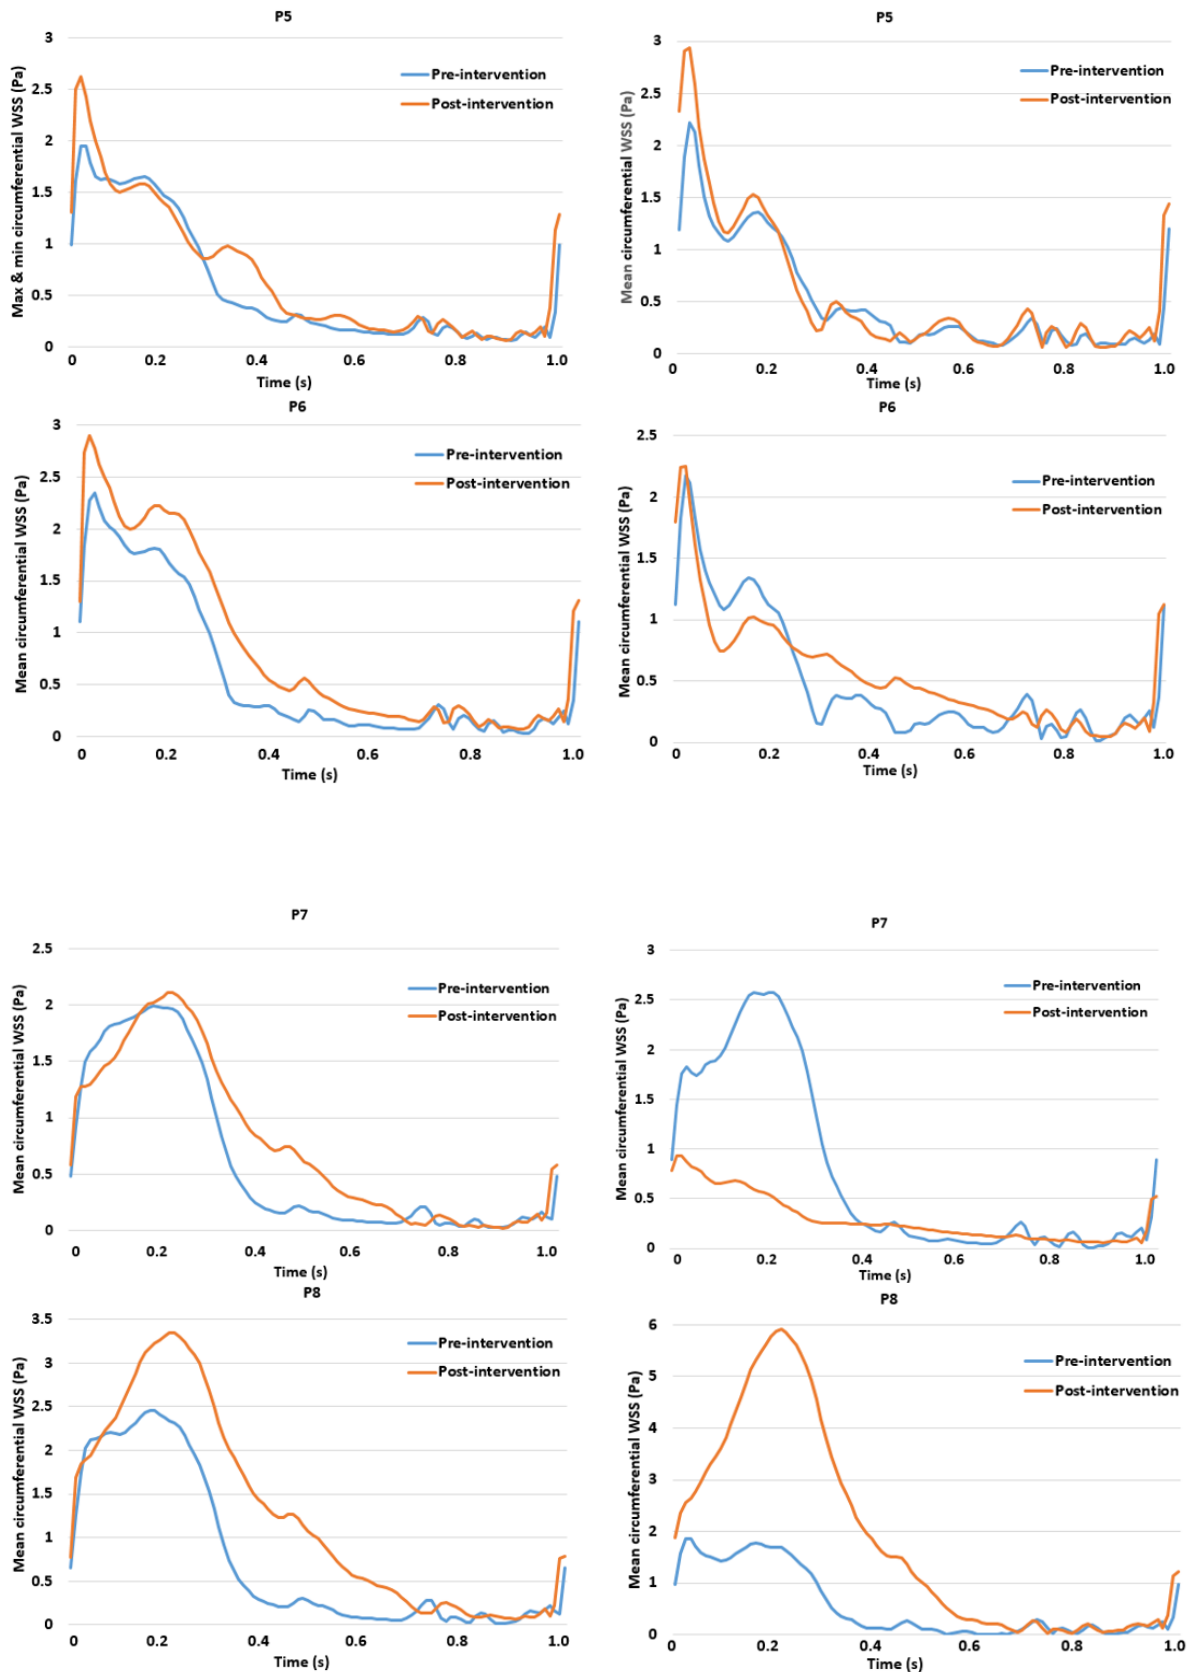 P5
Max & min circumferential WSS (Pa)
3
2.5
2
1.5
1
0.5
0
Pre-intervention
Post-intervention
0
0.2
0.4
0.6
0.8
1.0
Time (s)
P5
Mean circumferential WSS (Pa)
3
2.5
2
1.5
1
0.5
0
Pre-intervention
Post-intervention
0
0.2
0.4
0.6
0.8
1.0
Time (s)
P6
Mean circumferential WSS (Pa)
3
2.5
2
1.5
1
0.5
0
Pre-intervention
Post-intervention
0
0.2
0.4
0.6
0.8
1.0
Time (s)
P6
Mean circumferential WSS (Pa)
2.5
2
1.5
1
0.5
0
Pre-intervention
Post-intervention
0
0.2
0.4
0.6
0.8
1.0
Time (s)
P7
Mean circumferential WSS (Pa)
2.5
2
1.5
1
0.5
0
Pre-intervention
Post-intervention
0
0.2
0.4
0.6
0.8
1.0
Time (s)
P7
Mean circumferential WSS (Pa)
3
2.5
2
1.5
1
0.5
0
Pre-intervention
Post-intervention
0
0.2
0.4
0.6
0.8
1.0
Time (s)
P8
Mean circumferential WSS (Pa)
3.5
3
2.5
2
1.5
1
0.5
0
Pre-intervention
Post-intervention
0
0.2
0.4
0.6
0.8
1.0
Time (s)
P8
Mean circumferential WSS (Pa)
6
5
4
3
2
1
0
Pre-intervention
Post-intervention
0
0.2
0.4
0.6
0.8
1.0
Time (s)